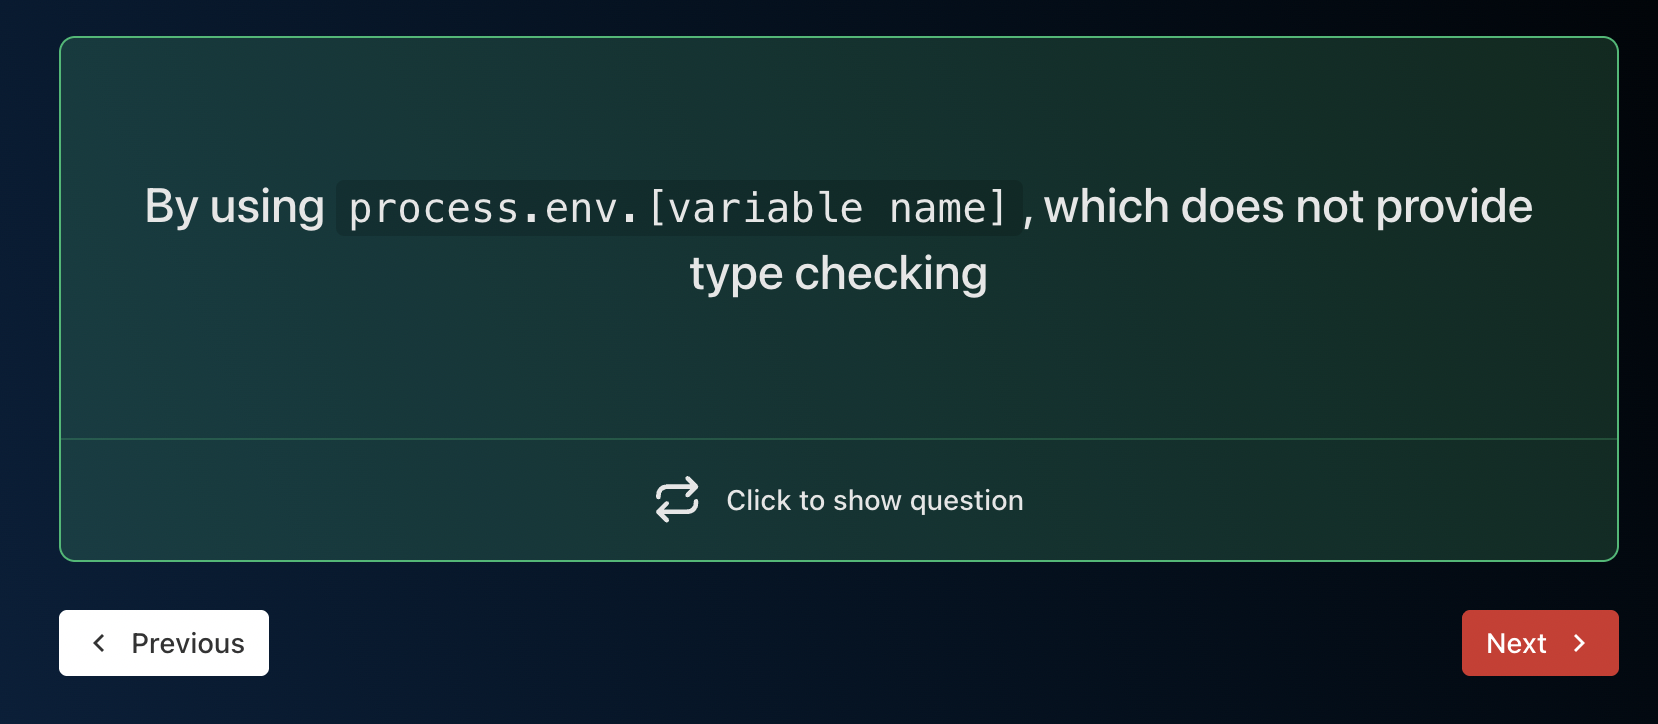 By using process.env.[variable name], which does not provide
type checking
Click to show question
Previous
Next